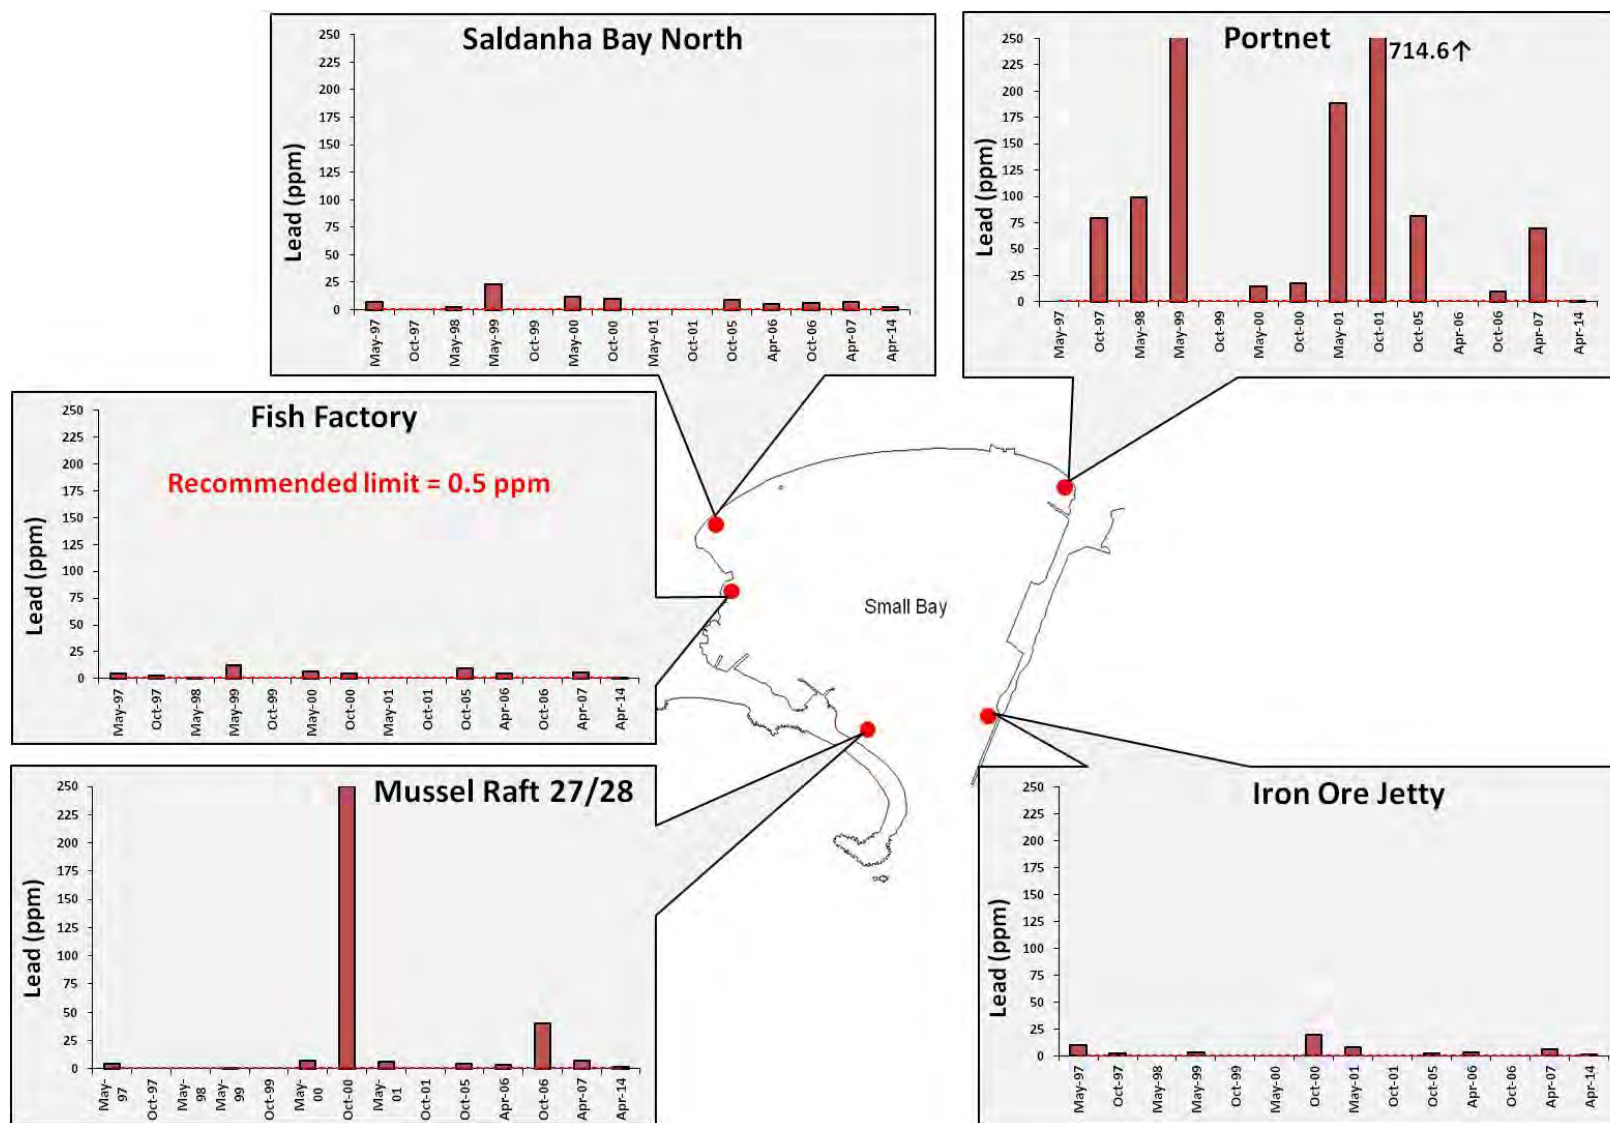 Saldanha Bay North
Lead (ppm)
250
225
200
175
150
125
100
75
50
25
0
May-97
Oct-97
May-98
May-99
Oct-99
May-00
Oct-00
May-01
Oct-01
Oct-05
Apr-06
Oct-06
Apr-07
Apr-14
Portnet
714.6↑
Lead (ppm)
250
225
200
175
150
125
100
75
50
25
0
May-97
Oct-97
May-98
May-99
Oct-99
May-00
Oct-00
May-01
Oct-01
Oct-05
Apr-06
Oct-06
Apr-07
Apr-14
Fish Factory
Recommended limit = 0.5 ppm
Lead (ppm)
250
225
200
175
150
125
100
75
50
25
0
May-97
Oct-97
May-98
May-99
Oct-99
May-00
Oct-00
May-01
Oct-01
Oct-05
Apr-06
Oct-06
Apr-07
Apr-14
Small Bay
Mussel Raft 27/28
Lead (ppm)
250
225
200
175
150
125
100
75
50
25
0
May-
97
Oct-97
May-
98
May-
99
Oct-99
May-
00
Oct-00
May-
01
Oct-01
Oct-05
Apr-06
Oct-06
Apr-07
Apr-14
Iron Ore Jetty
Lead (ppm)
250
225
200
175
150
125
100
75
50
25
0
May-97
Oct-97
May-98
May-99
Oct-99
May-00
Oct-00
May-01
Oct-01
Oct-05
Apr-06
Oct-06
Apr-07
Apr-14